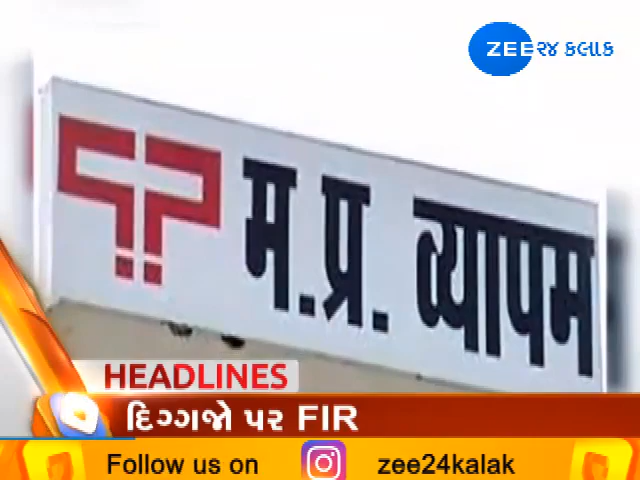 ZEE ૨૪ કલાક
म.प्र. व्यापम
HEADLINES
દિગ્ગજો પર FIR
Follow us on zee24kalak